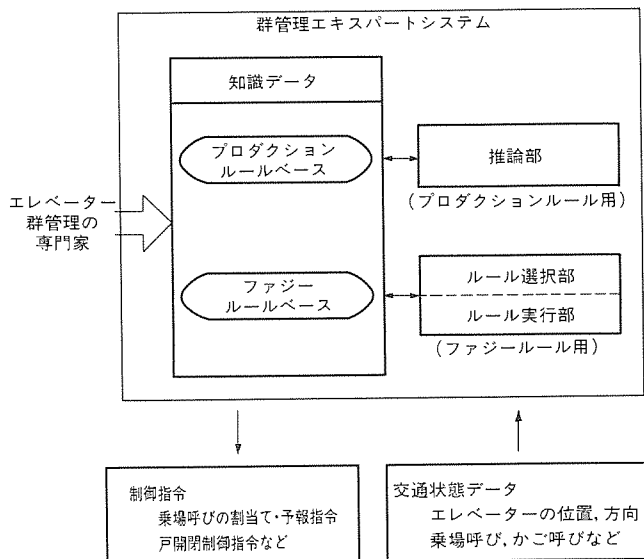 群管理エキスパートシステム
知識データ
プロダクション
ルールベース
推論部
(プロダクションルール用)
エレベーター
群管理の
専門家
ファジー
ルールベース
ルール選択部
ルール実行部
(ファジールール用)
制御指令
乗場呼びの割当て・予報指令
戸開閉制御指令など
交通状態データ
エレベーターの位置,方向
乗場呼び,かご呼びなど